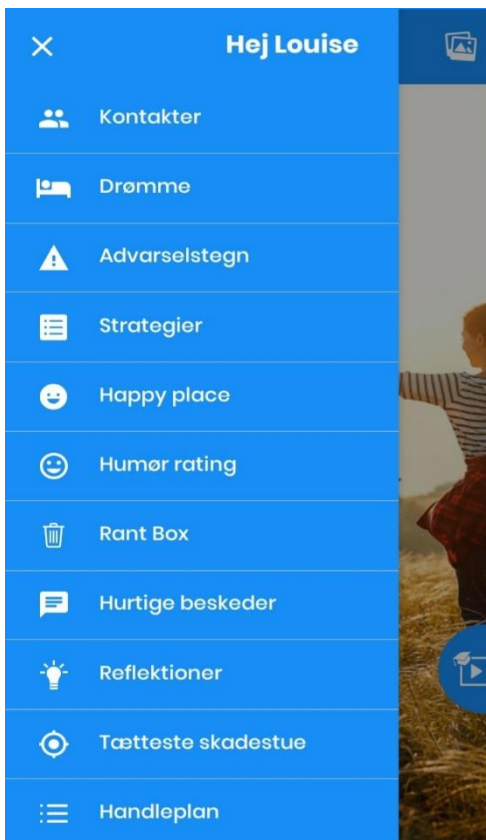 Hej Louise
Kontakter
Drømme
Advarselstegn
Strategier
Happy place
Humør rating
Rant Box
Hurtige beskeder
Reflektioner
Tætteste skadestue
Handleplan